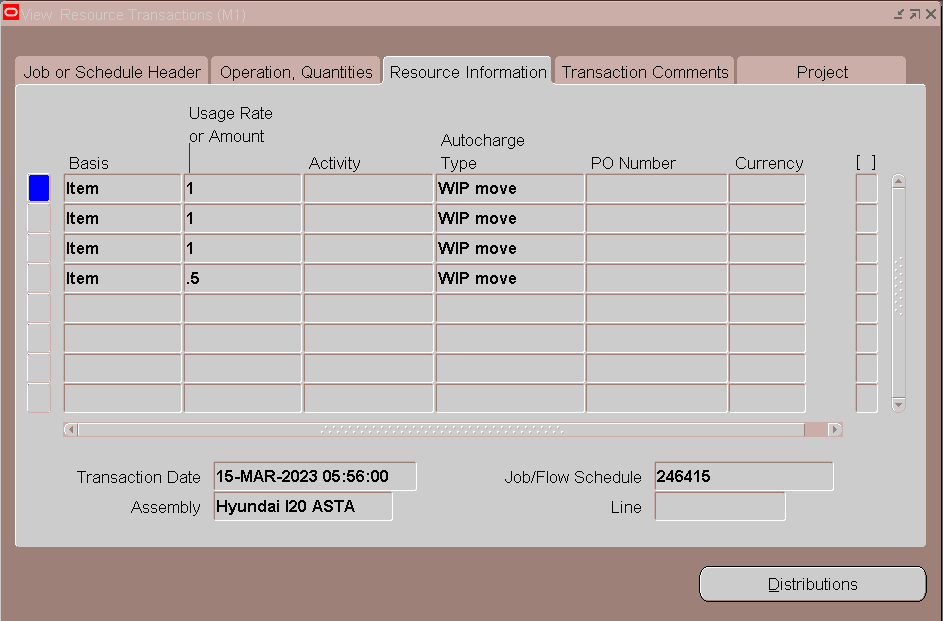 View Resource Transactions (M1)
Job or Schedule Header Operation, Quantities Resource Information Transaction Comments Project
Usage Rate
or Amount
Autocharge
Basis Activity Type PO Number Currency [ ]
Item 1 WIP move
Item 1 WIP move
Item 1 WIP move
Item .5 WIP move
Transaction Date 15-MAR-2023 05:56:00 Job/Flow Schedule 246415
Assembly Hyundai I20 ASTA Line
Distributions